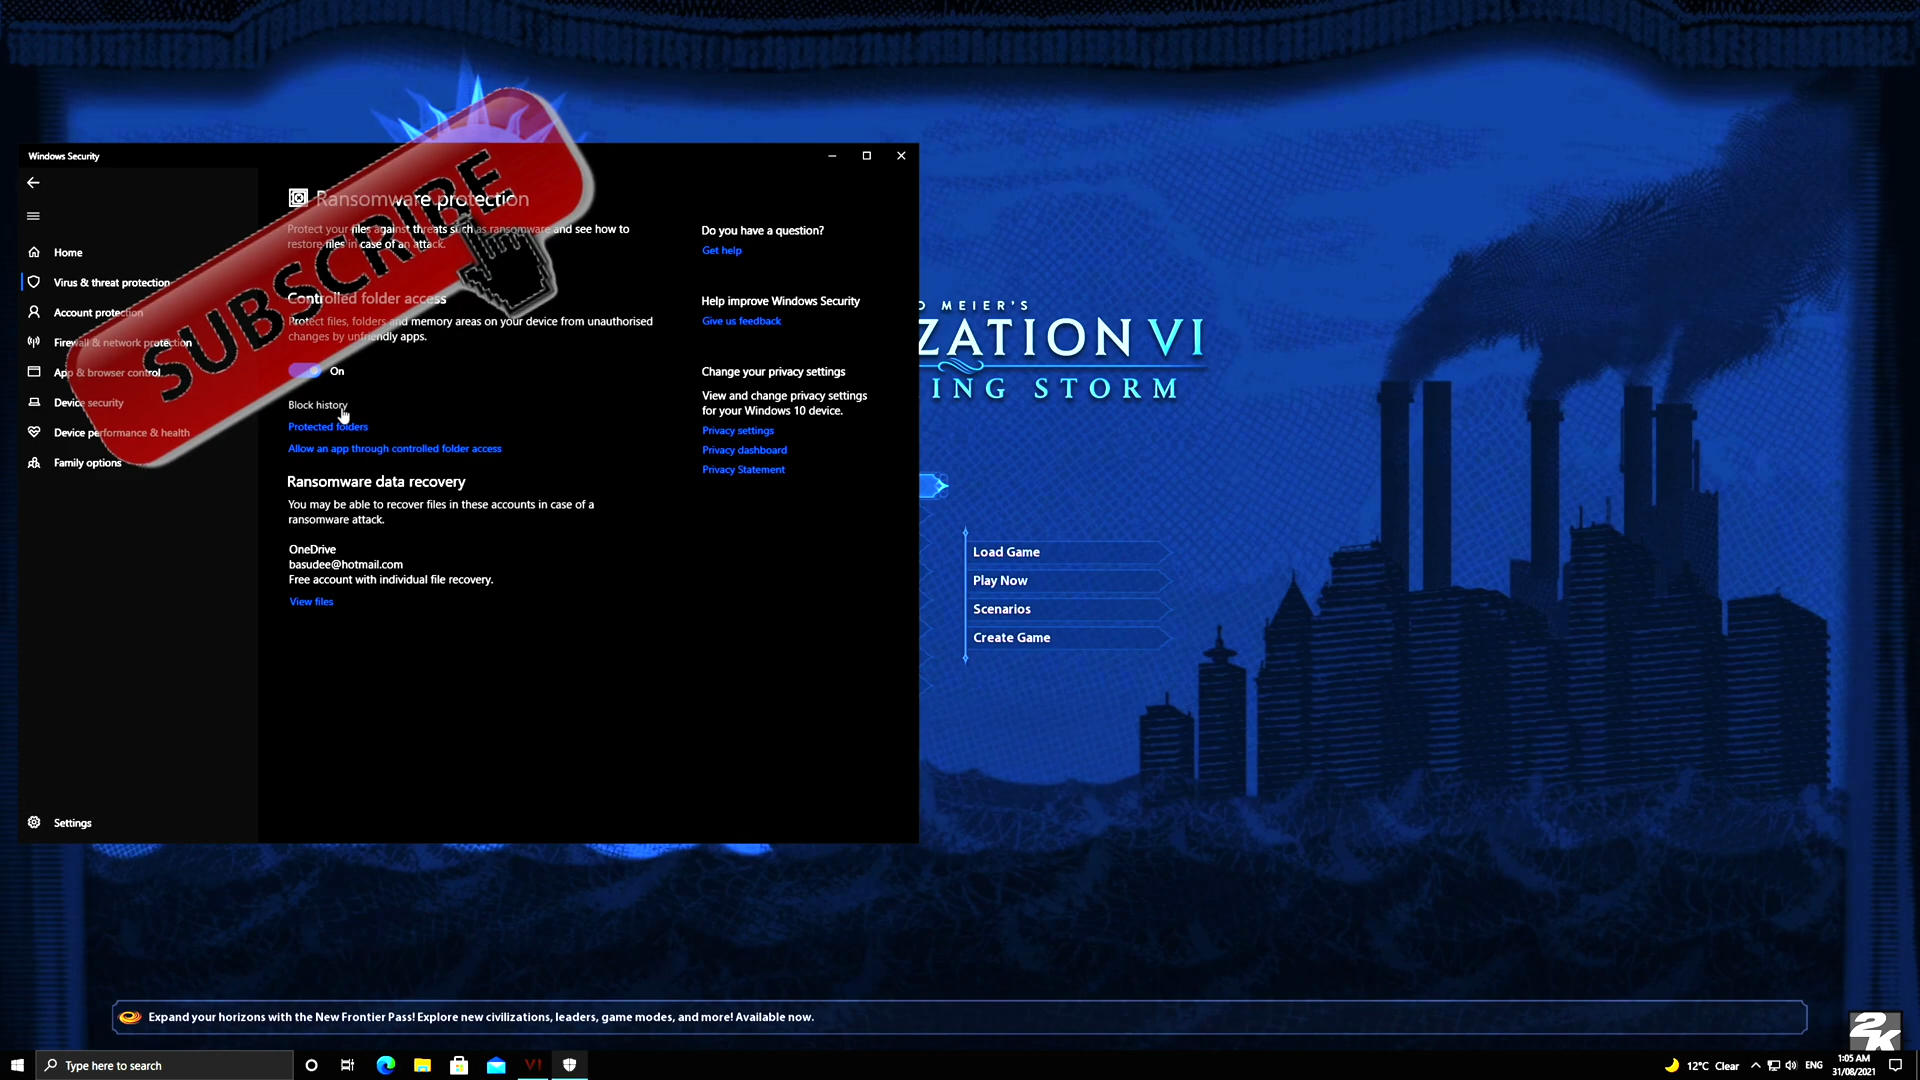 Windows Security
Ransomware protection
Protect your files against threats such as ransomware and see how to
restore files in case of an attack.
Controlled folder access
Protect files, folders and memory areas on your device from unauthorised
changes by unfriendly apps.
On
Block history
Protected folders
Allow an app through controlled folder access
Ransomware data recovery
You may be able to recover files in these accounts in case of a
ransomware attack.
OneDrive
basudee@hotmail.com
Free account with individual file recovery.
View files
Home
Virus & threat protection
Account protection
Firewall & network protection
App & browser control
Device security
Device performance & health
Family options
Settings
Do you have a question?
Get help
Help improve Windows Security
Give us feedback
Change your privacy settings
View and change privacy settings
for your Windows 10 device.
Privacy settings
Privacy dashboard
Privacy Statement
SUBSCRIBE
D MEIER'S
ZATION VI
ING STORM
Load Game
Play Now
Scenarios
Create Game
Expand your horizons with the New Frontier Pass! Explore new civilizations, leaders, game modes, and more! Available now.
2K
Type here to search
VI
12°C Clear
ENG
1:05 AM
31/08/2021